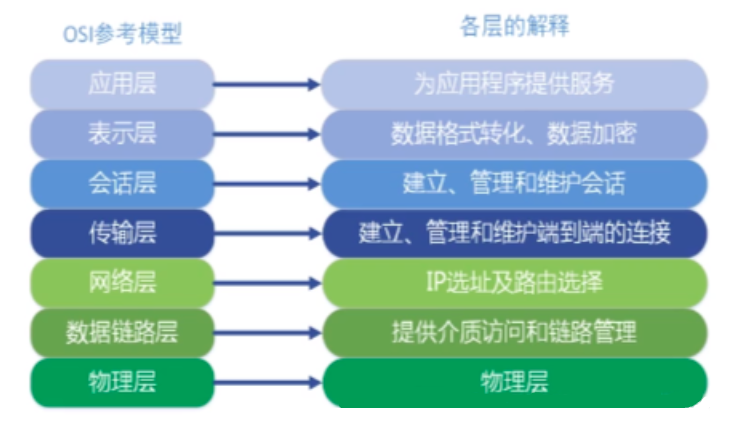 OSI参考模型
各层的解释
应用层
为应用程序提供服务
表示层
数据格式转化、数据加密
会话层
建立、管理和维护会话
传输层
建立、管理和维护端到端的连接
网络层
IP选址及路由选择
数据链路层
提供介质访问和链路管理
物理层
物理层